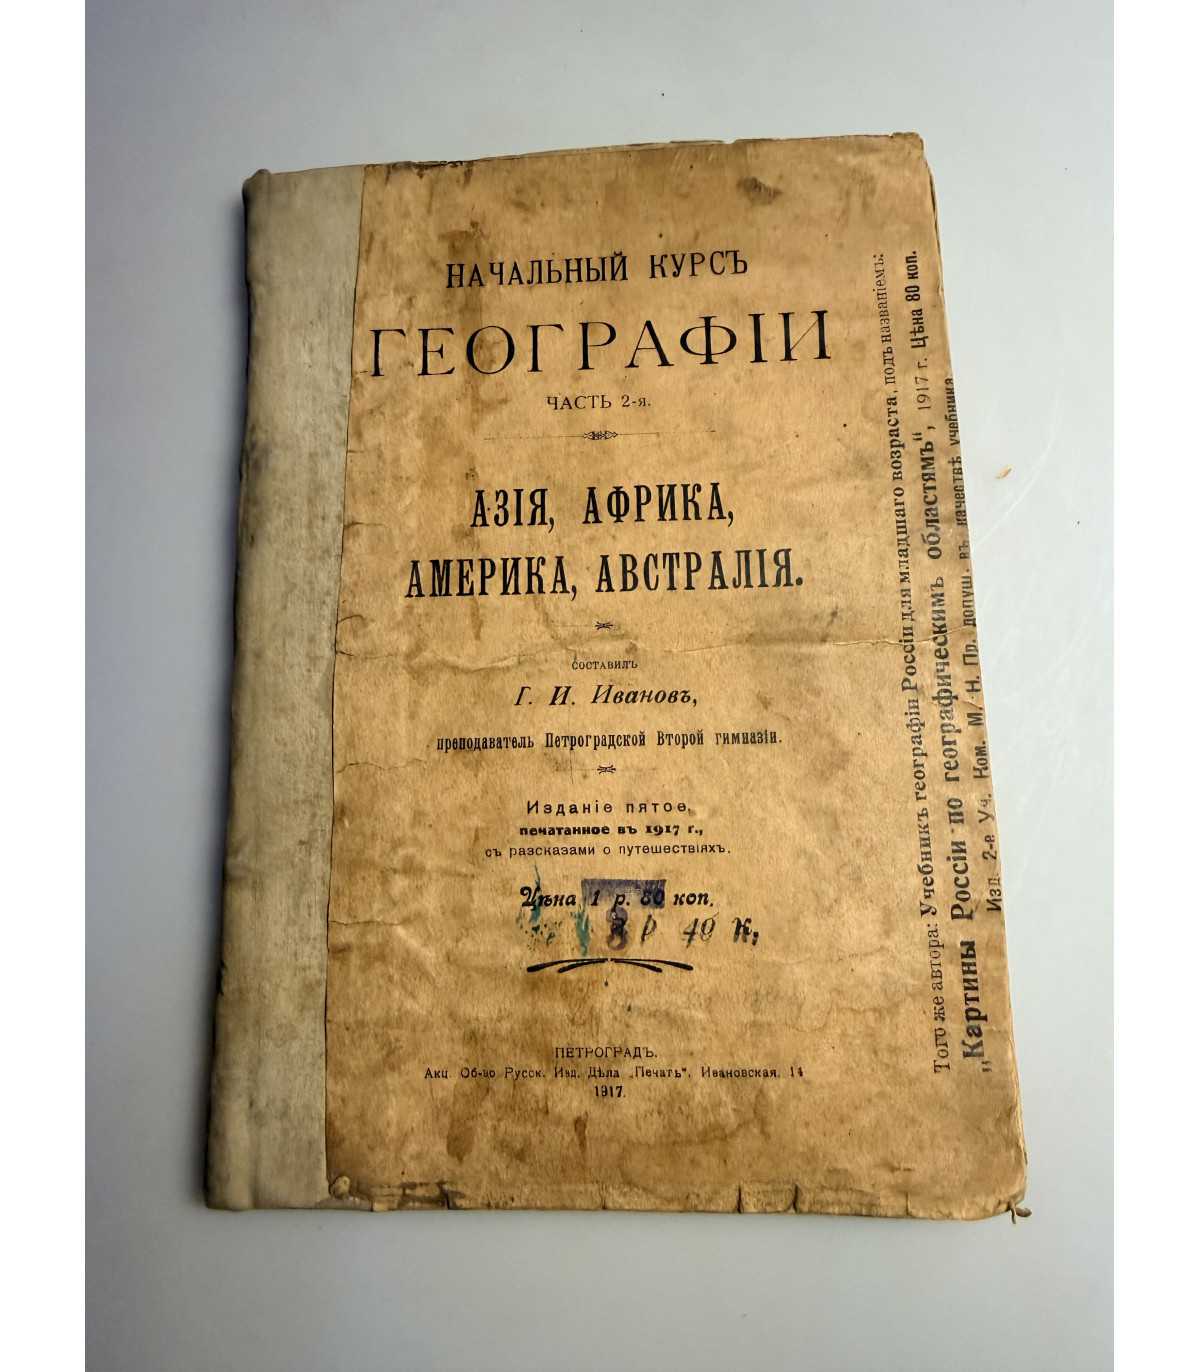 НАЧАЛЬНЫЙ КУРСЪ
ГЕОГРАФІИ
ЧАСТЬ 2-я.
АЗІЯ, АФРИКА,
АМЕРИКА, АВСТРАЛІЯ.
СОСТАВИЛЪ
Г. И. Ивановъ,
преподаватель Петроградской Второй гимназіи.
Изданіе пятое,
печатанное въ 1917 г.,
съ разсказами о путешествіяхъ.
Цѣна 1 р. 80 коп.
р 40 К,
ПЕТРОГРАДЪ.
Акц. Об-во Русск. Изд. Дѣла „Печать“. Ивановская, 14
1917.
Того же автора: Учебникъ географіи Россіи для младшаго возраста, подъ названіемъ:
„Картины Россіи по географическимъ областямъ“, 1917 г. Цѣна 80 коп.
Изд. 2-е Уч. Ком. М. Н. Пр. допущ. въ качествѣ учебника